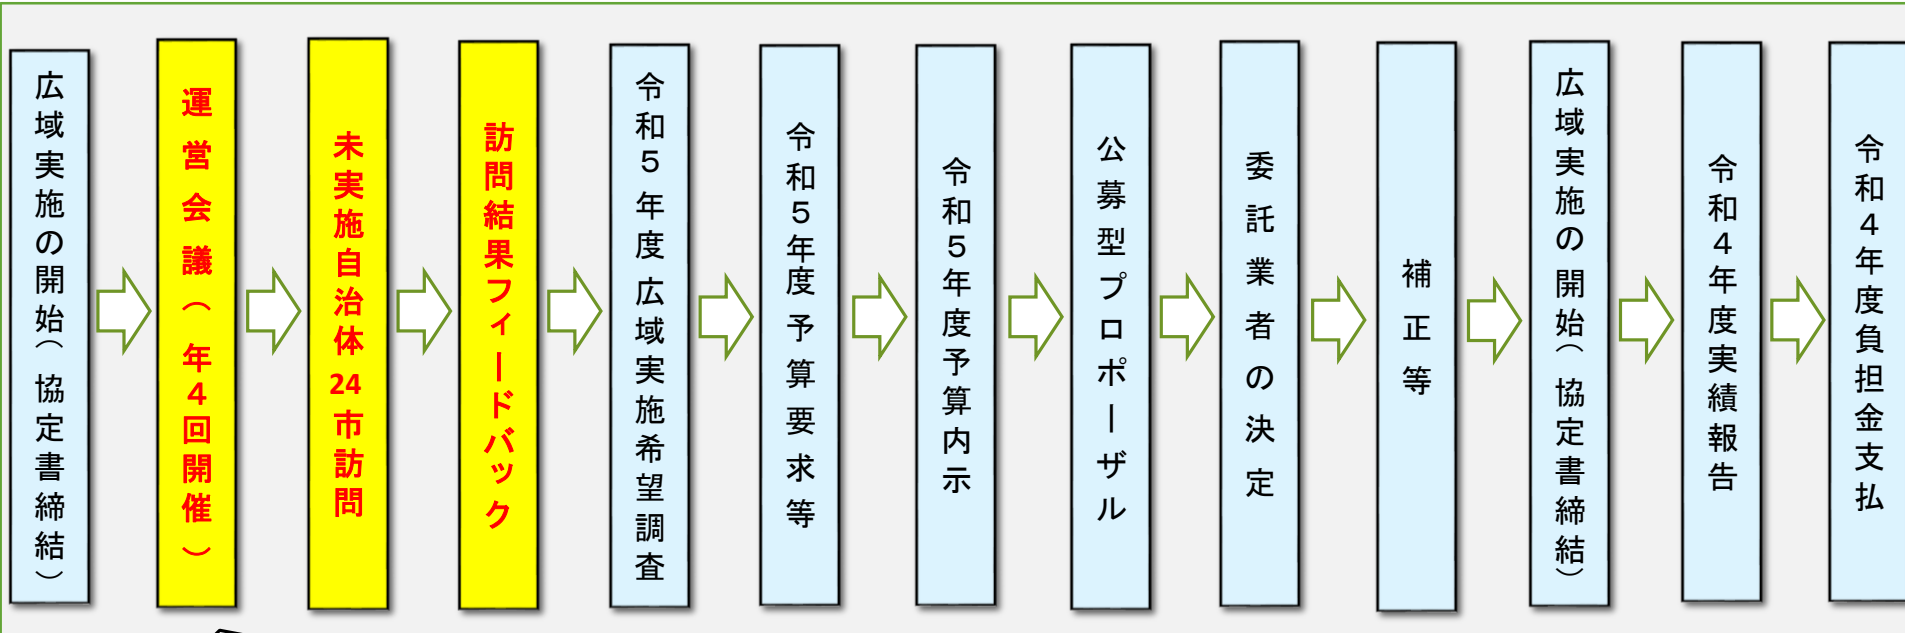 広域実施の開始（協定書締結）
運営会議（年４回開催）
未実施自治体24市訪問
訪問結果フィードバック
令和５年度広域実施希望調査
令和５年度予算要求等
令和５年度予算内示
公募型プロポーザル
委託業者の決定
補正等
広域実施の開始（協定書締結）
令和４年度実績報告
令和４年度負担金支払